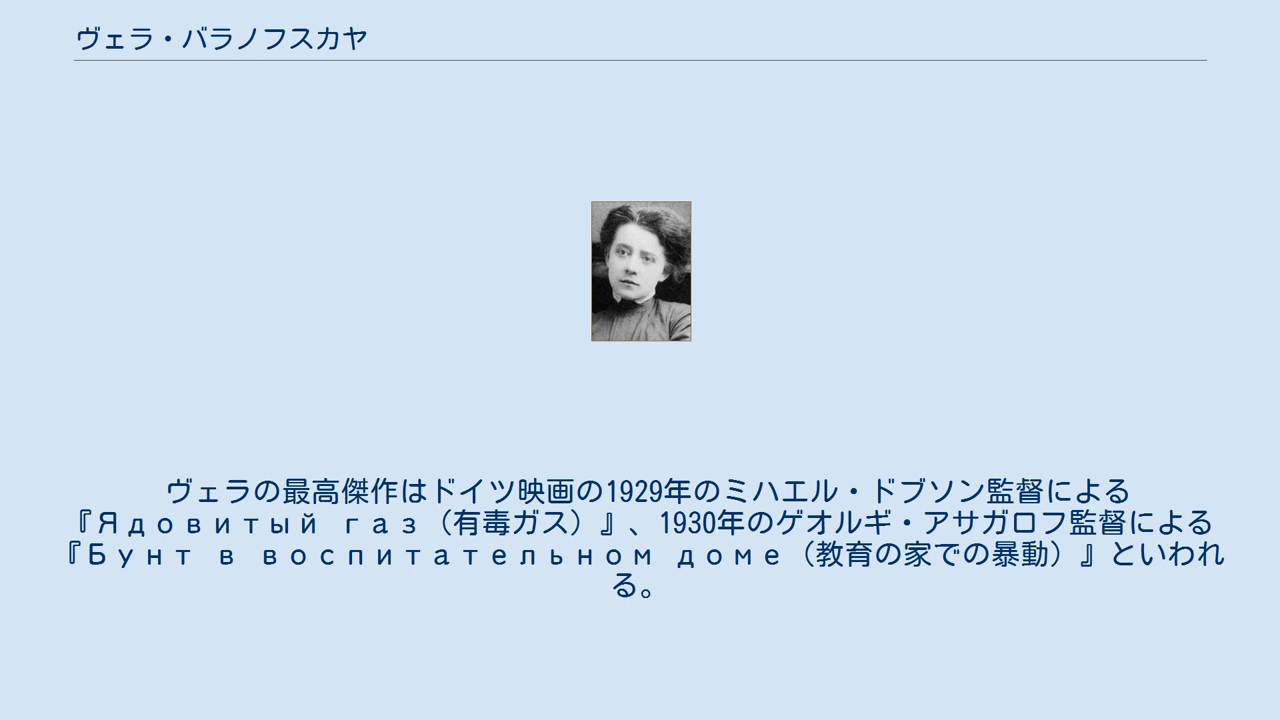 ヴェラ・バラノフスカヤ
ヴェラの最高傑作はドイツ映画の1929年のミハエル・ドブソン監督による
『Ядовитый газ（有毒ガス）』、1930年のゲオルギ・アサガロフ監督による
『Бунт в воспитательном доме（教育の家での暴動）』といわれ
る。